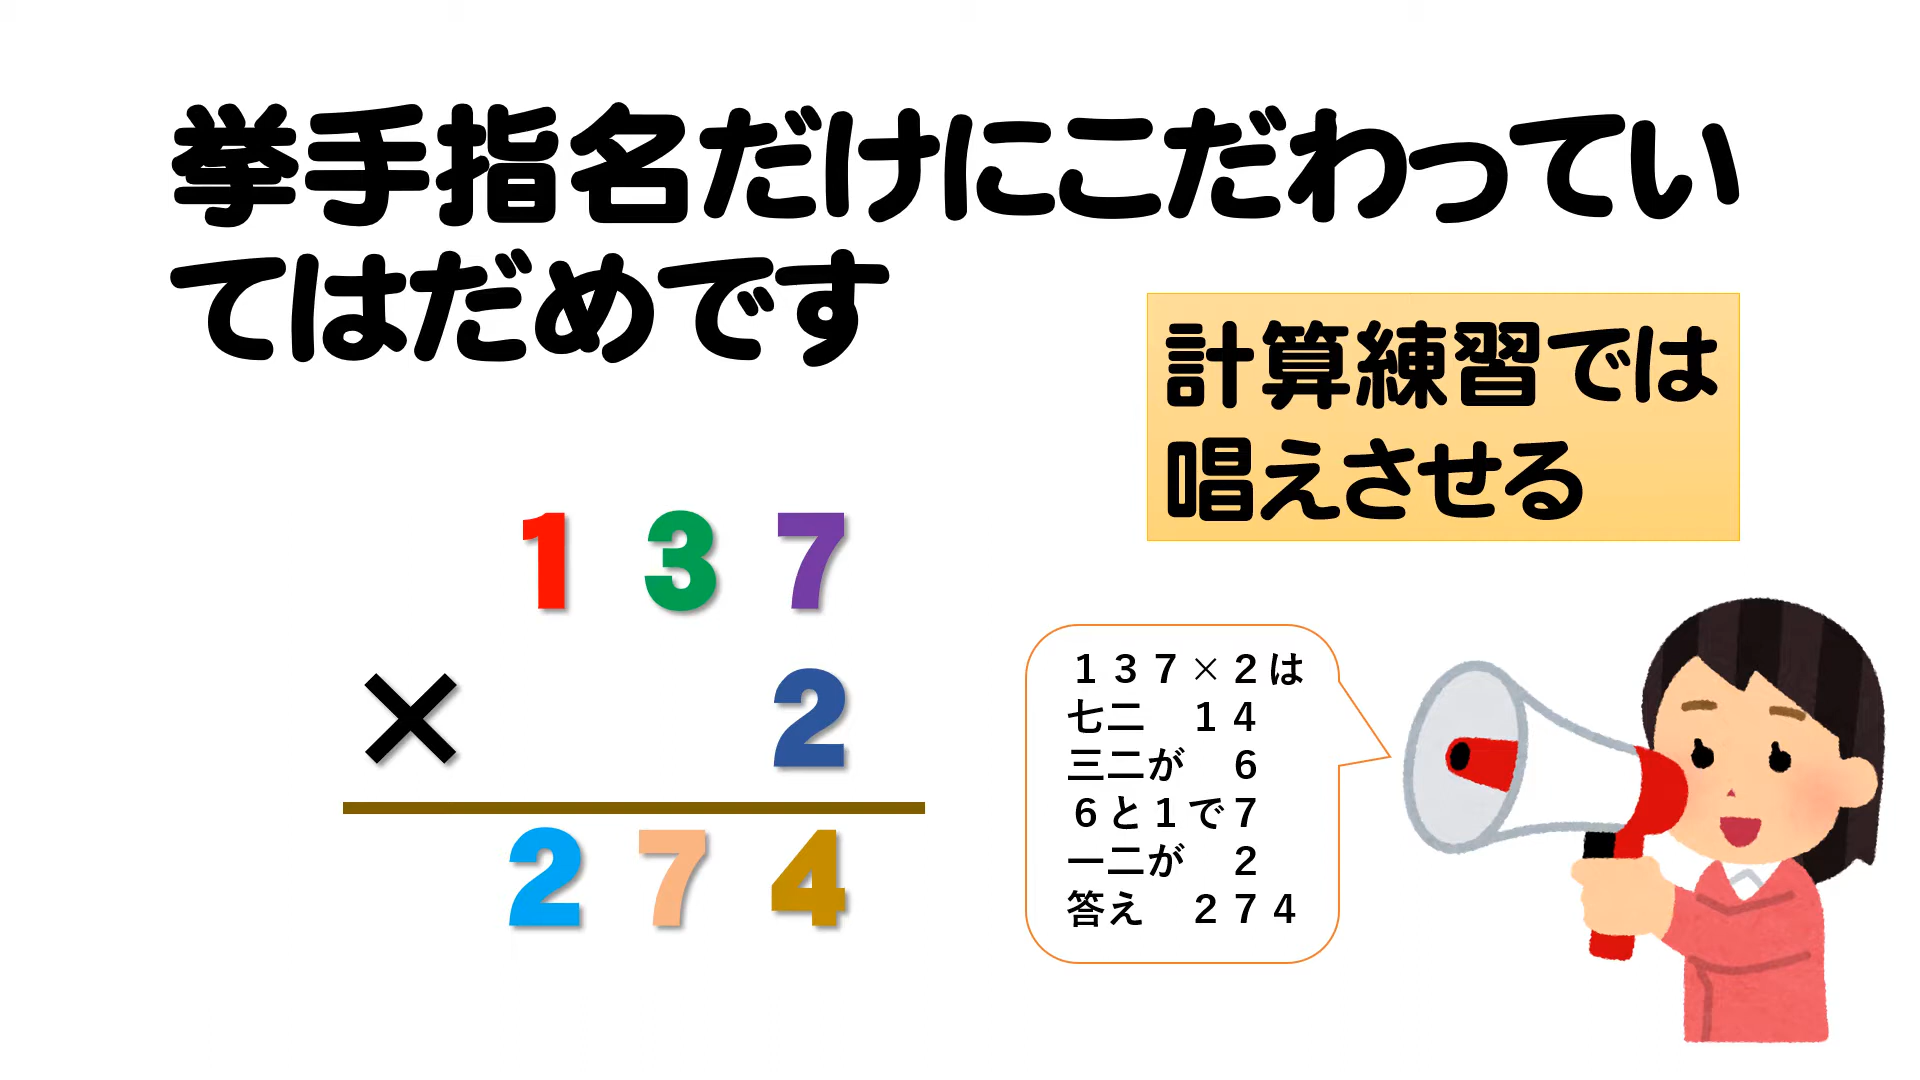 挙手指名だけにこだわってい
てはだめです
計算練習では
唱えさせる
１３７
×　２
２７４
１３７×２は
七二　１４
三二が　６
６と１で７
一二が　２
答え　２７４